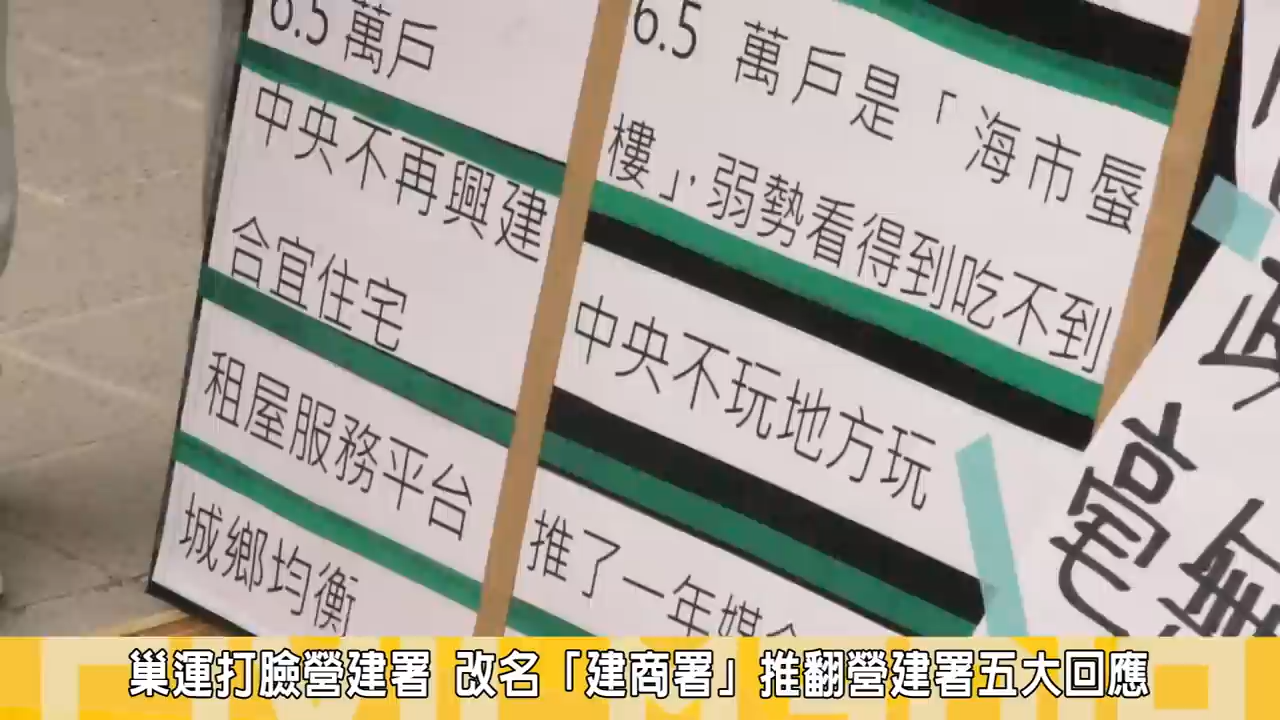 6.5 萬戶
中央不再興建
合宜住宅
租屋服務平台
城鄉均衡
6.5 萬戶是「海市蜃
樓」,弱勢看得到吃不到
中央不玩地方玩
推了一年媒合
巢運打臉營建署 改名「建商署」推翻營建署五大回應